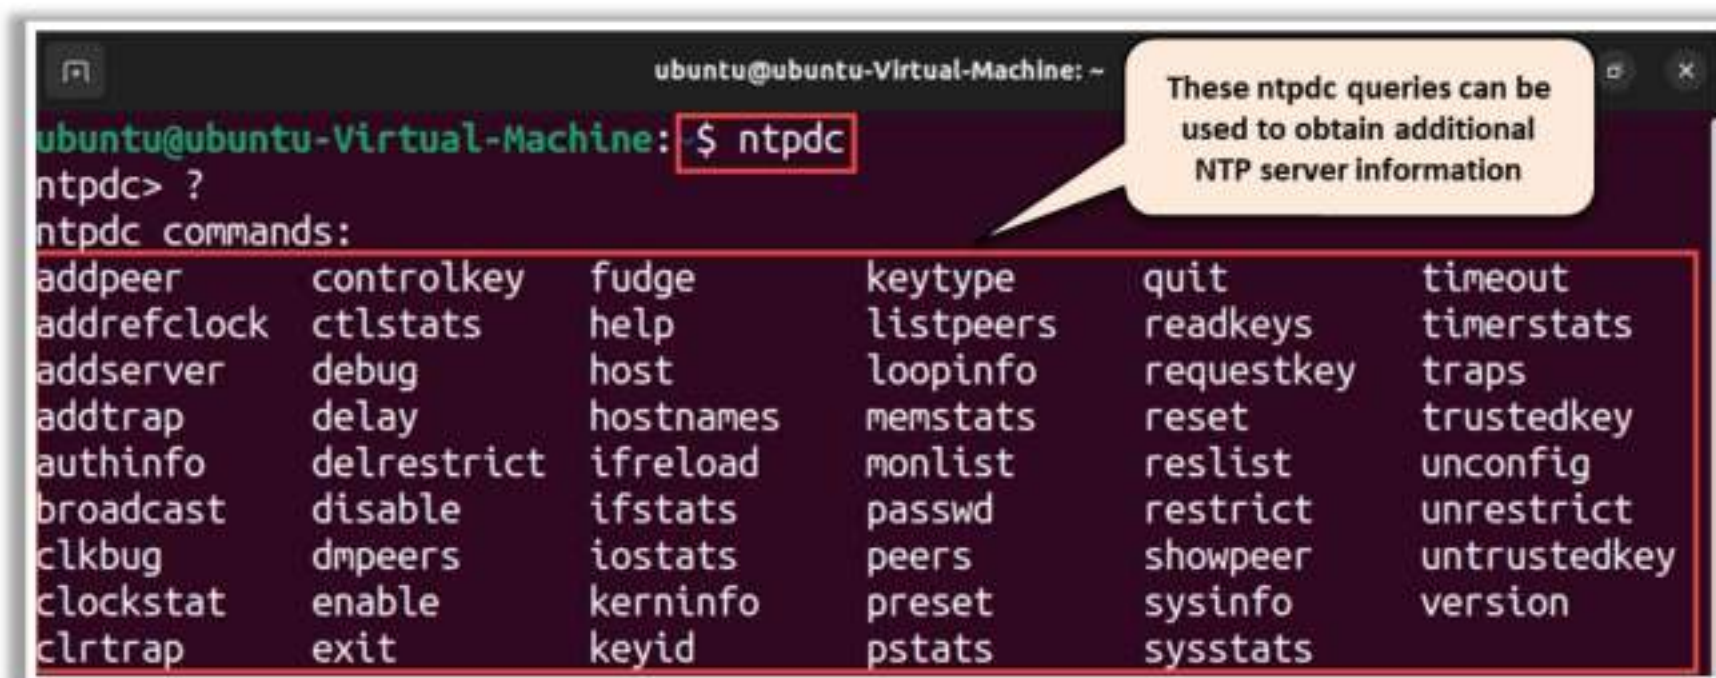 ubuntu@ubuntu-Virtual-Machine: ~
These ntpdc queries can be
used to obtain additional
NTP server information
ubuntu@ubuntu-Virtual-Machine: $ ntpdc
ntpdc> ?
ntpdc commands:
addpeer controlkey fudge keytype quit timeout
addrefclock ctlstats help listpeers readkeys timerstats
addserver debug host loopinfo requestkey traps
addtrap delay hostnames memstats reset trustedkey
authinfo delrestrict ifreload monlist reslist unconfig
broadcast disable ifstats passwd restrict unrestrict
clkbug dmpeers iostats peers showpeer untrustedkey
clockstat enable kerninfo preset sysinfo version
clrtrap exit keyid pstats sysstats